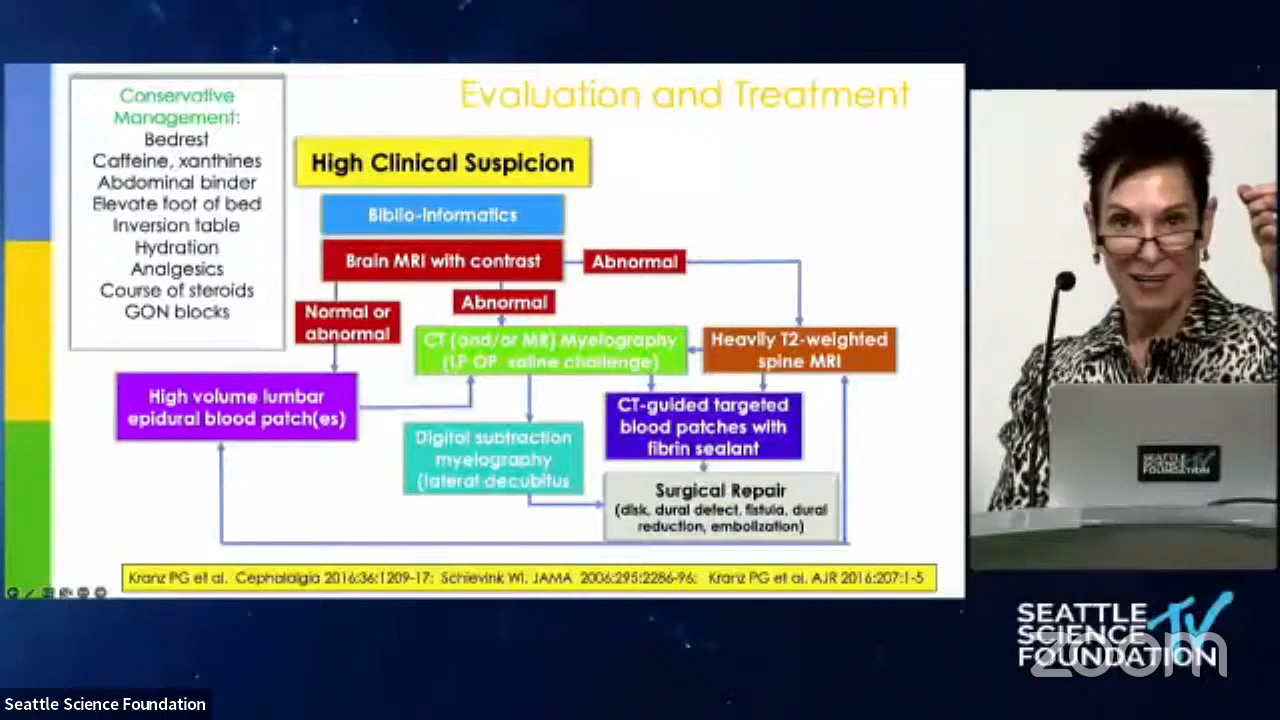 Evaluation and Treatment
Conservative
Management:
Bedrest
Caffeine, xanthines
Abdominal binder
Elevate foot of bed
Inversion table
Hydration
Analgesics
Course of steroids
GON blocks
High Clinical Suspicion
Biblio-informatics
Brain MRI with contrast
Abnormal
Abnormal
Normal or
abnormal
CT (and/or MR) Myelography
(LP OP saline challenge)
Heavily T2-weighted
spine MRI
High volume lumbar
epidural blood patch(es)
CT-guided targeted
blood patches with
fibrin sealant
Digital subtraction
myelography
(lateral decubitus
Surgical Repair
(disk, dural defect, fistula, dural
reduction, embolization)
Kranz PG et al. Cephalalgia 2016;36:1209-17; Schievink WI. JAMA 2006;295:2286-96; Kranz PG et al. AJR 2016;207:1-5
SEATTLE
SCIENCE TV
FOUNDATION
SEATTLE
SCIENCE TV
FOUNDATION
zoom
Seattle Science Foundation